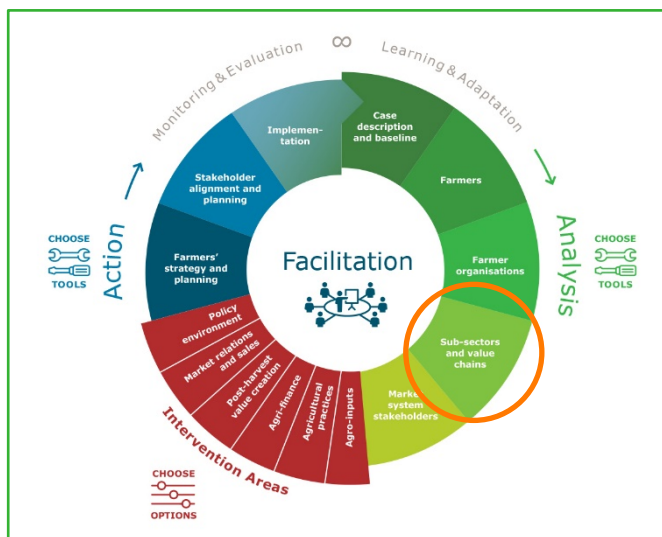 Monitoring & Evaluation
∞
Learning & Adaptation
Case
description
and baseline
Farmers
Farmer
organisations
Sub-sectors
and value
chains
Market
system
stakeholders
Analysis
CHOOSE
TOOLS
Agro-inputs
Agricultural
practices
Agri-finance
Post-harvest
value creation
Market relations
and sales
Policy
environment
Intervention Areas
CHOOSE
OPTIONS
Farmers'
strategy and
planning
Stakeholder
alignment and
planning
Implemen-
tation
Action
CHOOSE
TOOLS
Facilitation